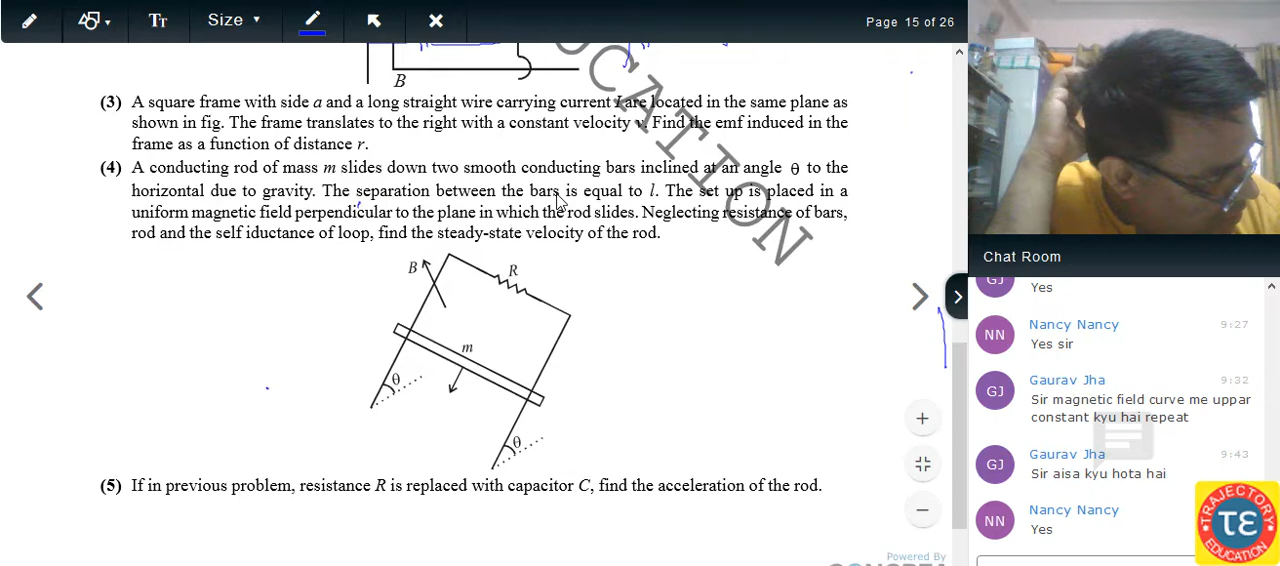 Size
Page 15 of 26
B
(3) A square frame with side a and a long straight wire carrying current I are located in the same plane as
shown in fig. The frame translates to the right with a constant velocity v. Find the emf induced in the
frame as a function of distance r.
(4) A conducting rod of mass m slides down two smooth conducting bars inclined at an angle θ to the
horizontal due to gravity. The separation between the bars is equal to l. The set up is placed in a
uniform magnetic field perpendicular to the plane in which the rod slides. Neglecting resistance of bars,
rod and the self iductance of loop, find the steady-state velocity of the rod.
B
R
m
θ
θ
(5) If in previous problem, resistance R is replaced with capacitor C, find the acceleration of the rod.
Powered By
Chat Room
GJ
Yes
NN Nancy Nancy 9:27
Yes sir
GJ Gaurav Jha 9:32
Sir magnetic field curve me uppar
constant kyu hai repeat
GJ Gaurav Jha 9:43
Sir aisa kyu hota hai
NN Nancy Nancy
Yes
TRAJECTORY
TE
EDUCATION